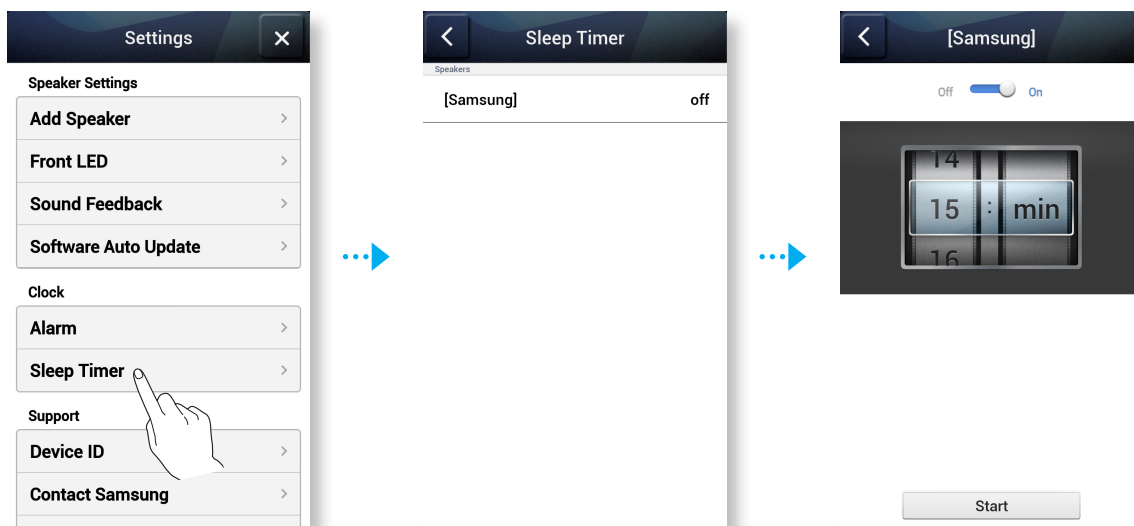 Settings
Speaker Settings
Add Speaker
Front LED
Sound Feedback
Software Auto Update
Clock
Alarm
Sleep Timer
Support
Device ID
Contact Samsung
Sleep Timer
Speakers
[Samsung] off
[Samsung]
Off On
14
15 : min
16
Start